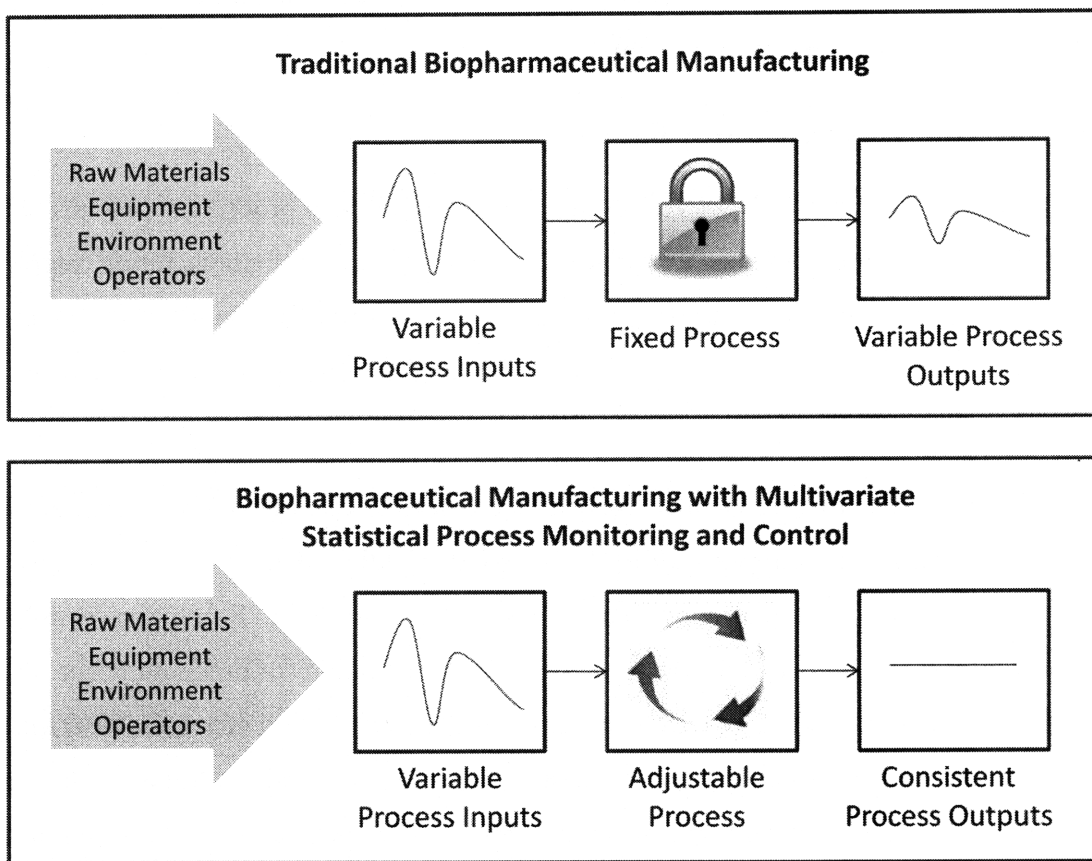 Traditional Biopharmaceutical Manufacturing
Raw Materials
Equipment
Environment
Operators
Variable
Process Inputs
Fixed Process
Variable Process
Outputs
Biopharmaceutical Manufacturing with Multivariate
Statistical Process Monitoring and Control
Raw Materials
Equipment
Environment
Operators
Variable
Process Inputs
Adjustable
Process
Consistent
Process Outputs